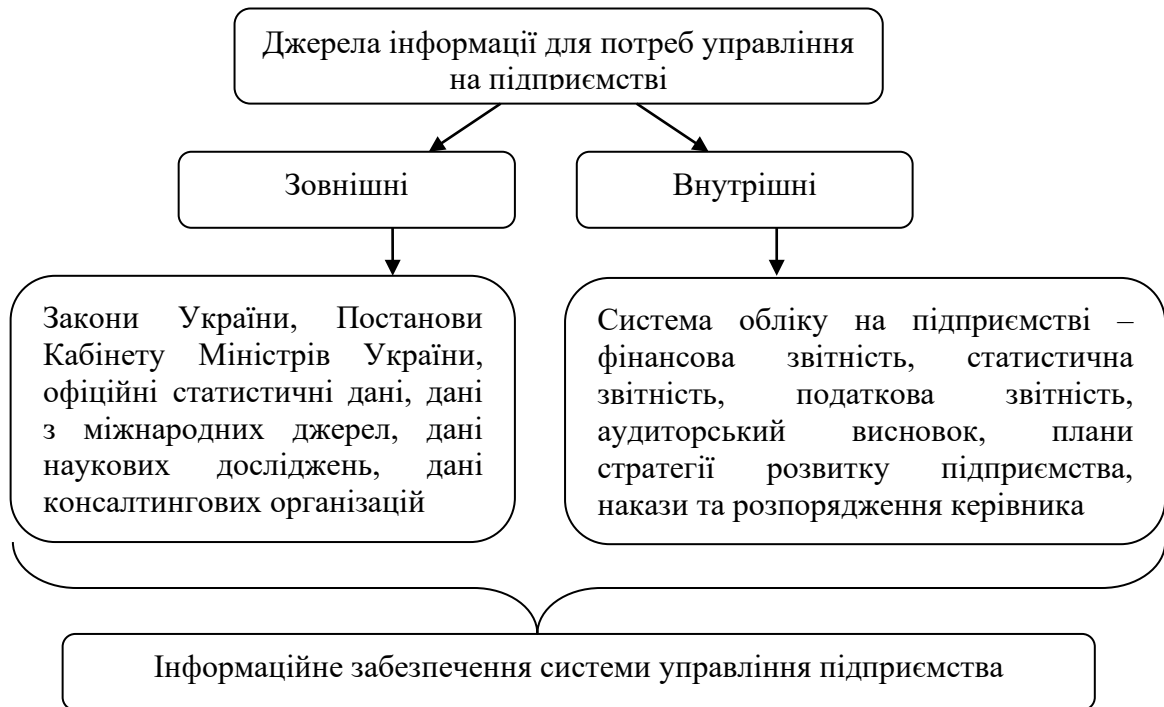 Джерела інформації для потреб управління
на підприємстві
Зовнішні
Внутрішні
Закони України, Постанови
Кабінету Міністрів України,
офіційні статистичні дані, дані
з міжнародних джерел, дані
наукових досліджень, дані
консалтингових організацій
Система обліку на підприємстві –
фінансова звітність, статистична
звітність, податкова звітність,
аудиторський висновок, плани
стратегії розвитку підприємства,
накази та розпорядження керівника
Інформаційне забезпечення системи управління підприємства